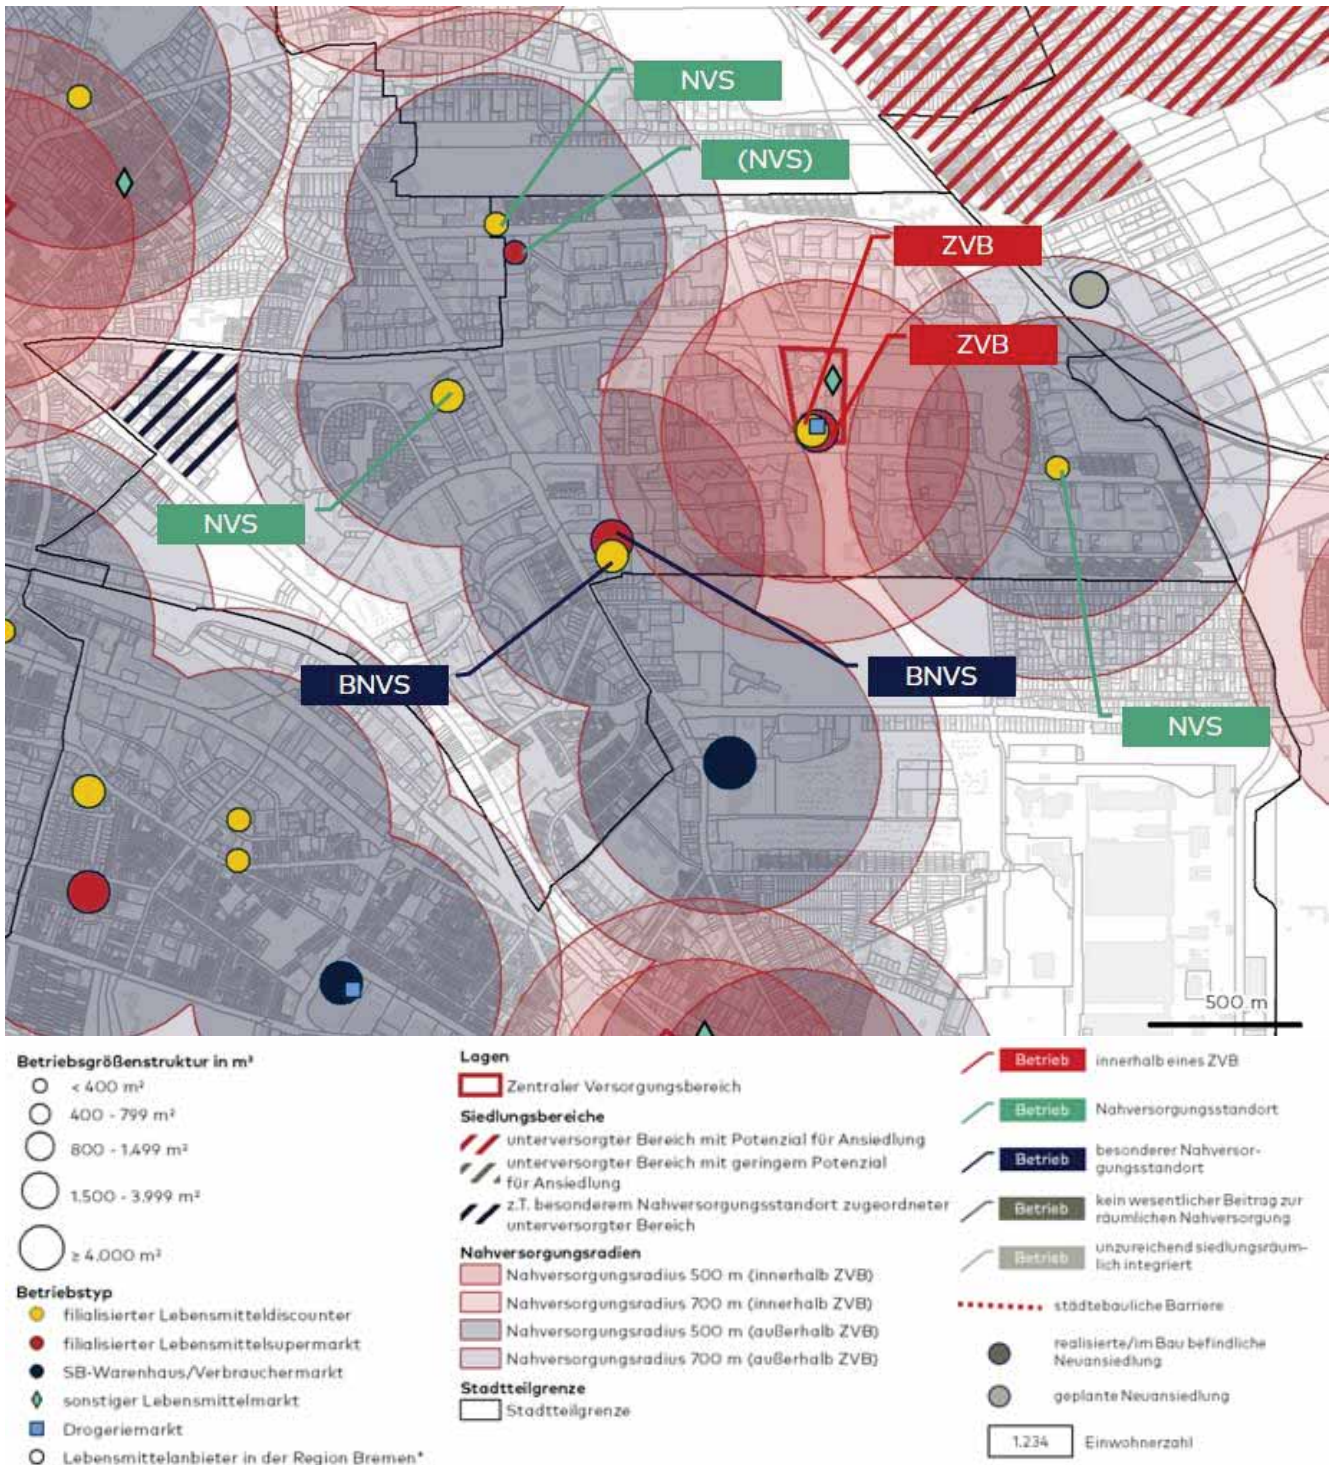 NVS
(NVS)
ZVB
ZVB
NVS
BNVS
BNVS
NVS
500 m
Betriebsgrößenstruktur in m²
< 400 m²
400 - 799 m²
800 - 1.499 m²
1.500 - 3.999 m²
≥ 4.000 m²
Betriebstyp
filialisierter Lebensmitteldiscounter
filialisierter Lebensmittelsupermarkt
SB-Warenhaus/Verbrauchermarkt
sonstiger Lebensmittelmarkt
Drogeriemarkt
Lebensmittelanbieter in der Region Bremen*
Lagen
Zentraler Versorgungsbereich
Siedlungsbereiche
unterversorgter Bereich mit Potenzial für Ansiedlung
unterversorgter Bereich mit geringem Potenzial
für Ansiedlung
z.T. besonderem Nahversorgungsstandort zugeordneter
unterversorgter Bereich
Nahversorgungsradien
Nahversorgungsradius 500 m (innerhalb ZVB)
Nahversorgungsradius 700 m (innerhalb ZVB)
Nahversorgungsradius 500 m (außerhalb ZVB)
Nahversorgungsradius 700 m (außerhalb ZVB)
Stadtteilgrenze
Stadtteilgrenze
Betrieb innerhalb eines ZVB
Betrieb Nahversorgungsstandort
Betrieb besonderer Nahversor-
gungsstandort
Betrieb kein wesentlicher Beitrag zur
räumlichen Nahversorgung
Betrieb unzureichend siedlungsräum-
lich integriert
städtebauliche Barriere
realisierte/im Bau befindliche
Neuansiedlung
geplante Neuansiedlung
1.234 Einwohnerzahl